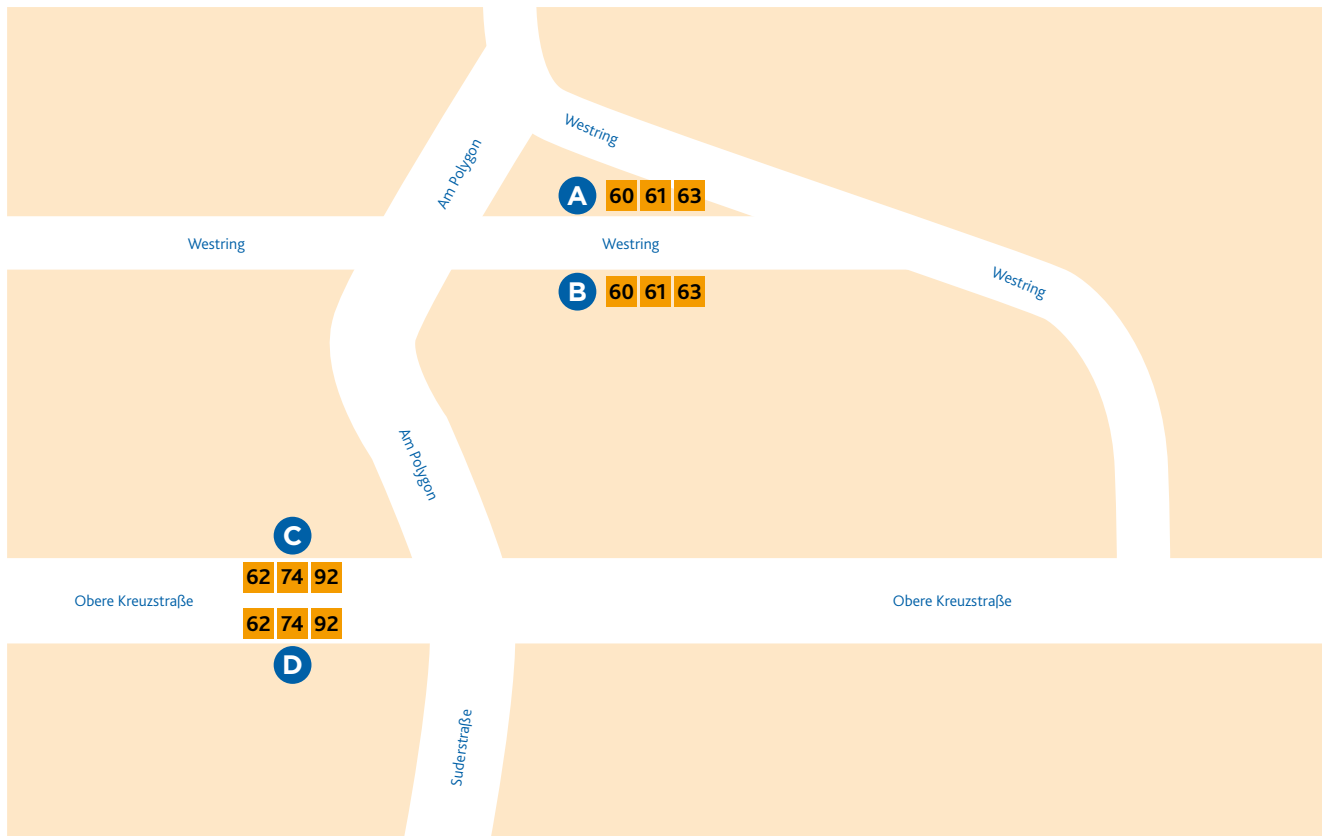 Westring
Am Polygon
A 60 61 63
Westring
Westring
Westring
B 60 61 63
Am Polygon
C
62 74 92
Obere Kreuzstraße
Obere Kreuzstraße
62 74 92
D
Suderstraße